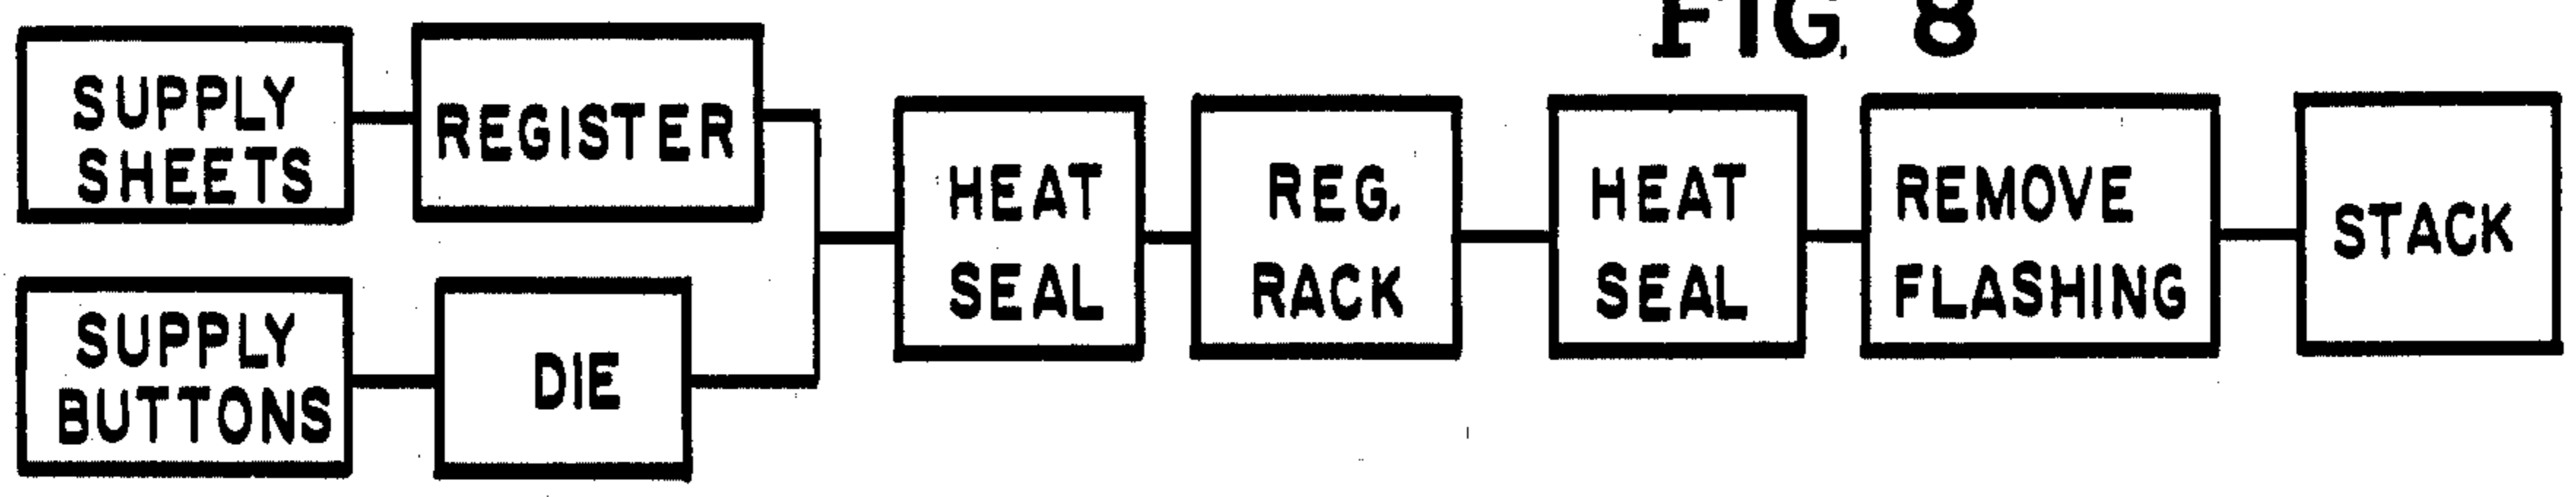 FIG. 8
SUPPLY
SHEETS
REGISTER
SUPPLY
BUTTONS
DIE
HEAT
SEAL
REG.
RACK
HEAT
SEAL
REMOVE
FLASHING
STACK